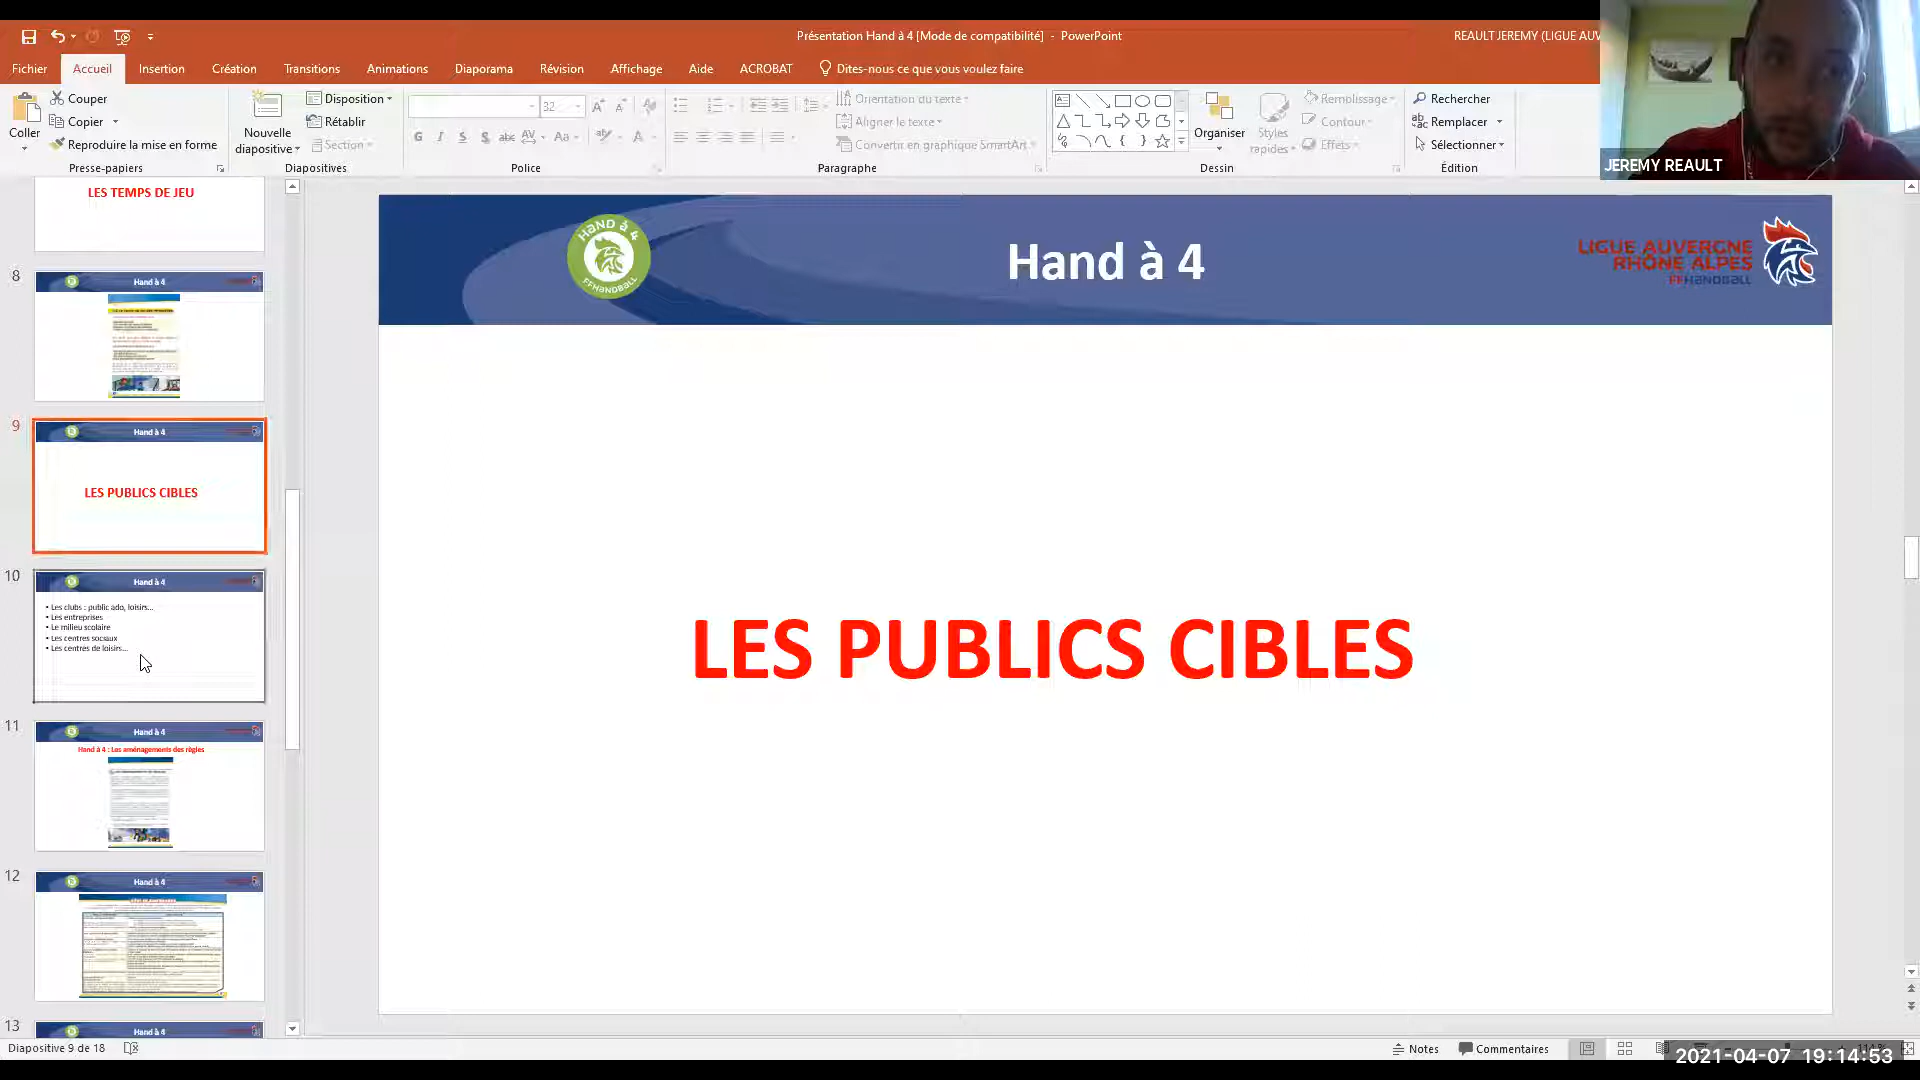 Présentation Hand à 4 [Mode de compatibilité] - PowerPoint
REAULT JEREMY (LIGUE AUV
Fichier Accueil Insertion Création Transitions Animations Diaporama Révision Affichage Aide ACROBAT Dites-nous ce que vous voulez faire
Coller
Couper
Copier
Reproduire la mise en forme
Presse-papiers
Nouvelle
diapositive
Disposition
Rétablir
Section
Diapositives
32
G I S S abc AV Aa A
Police
Orientation du texte
Aligner le texte
Convertir en graphique SmartArt
Paragraphe
Organiser
Styles
rapides
Remplissage
Contour
Effets
Dessin
Rechercher
Remplacer
Sélectionner
Édition
JEREMY REAULT
LES TEMPS DE JEU
8
Hand à 4
9
Hand à 4
LES PUBLICS CIBLES
10
Hand à 4
• Les clubs : public ado, loisirs...
• Les entreprises
• Le milieu scolaire
• Les centres sociaux
• Les centres de loisirs...
11
Hand à 4
Hand à 4 : Les aménagements des règles
12
Hand à 4
13
Hand à 4
HAND à 4
FFHANDBALL
Hand à 4
LIGUE AUVERGNE
RHÔNE ALPES
FFHANDBALL
LES PUBLICS CIBLES
Diapositive 9 de 18
Notes
Commentaires
2021-04-07 19:14:53